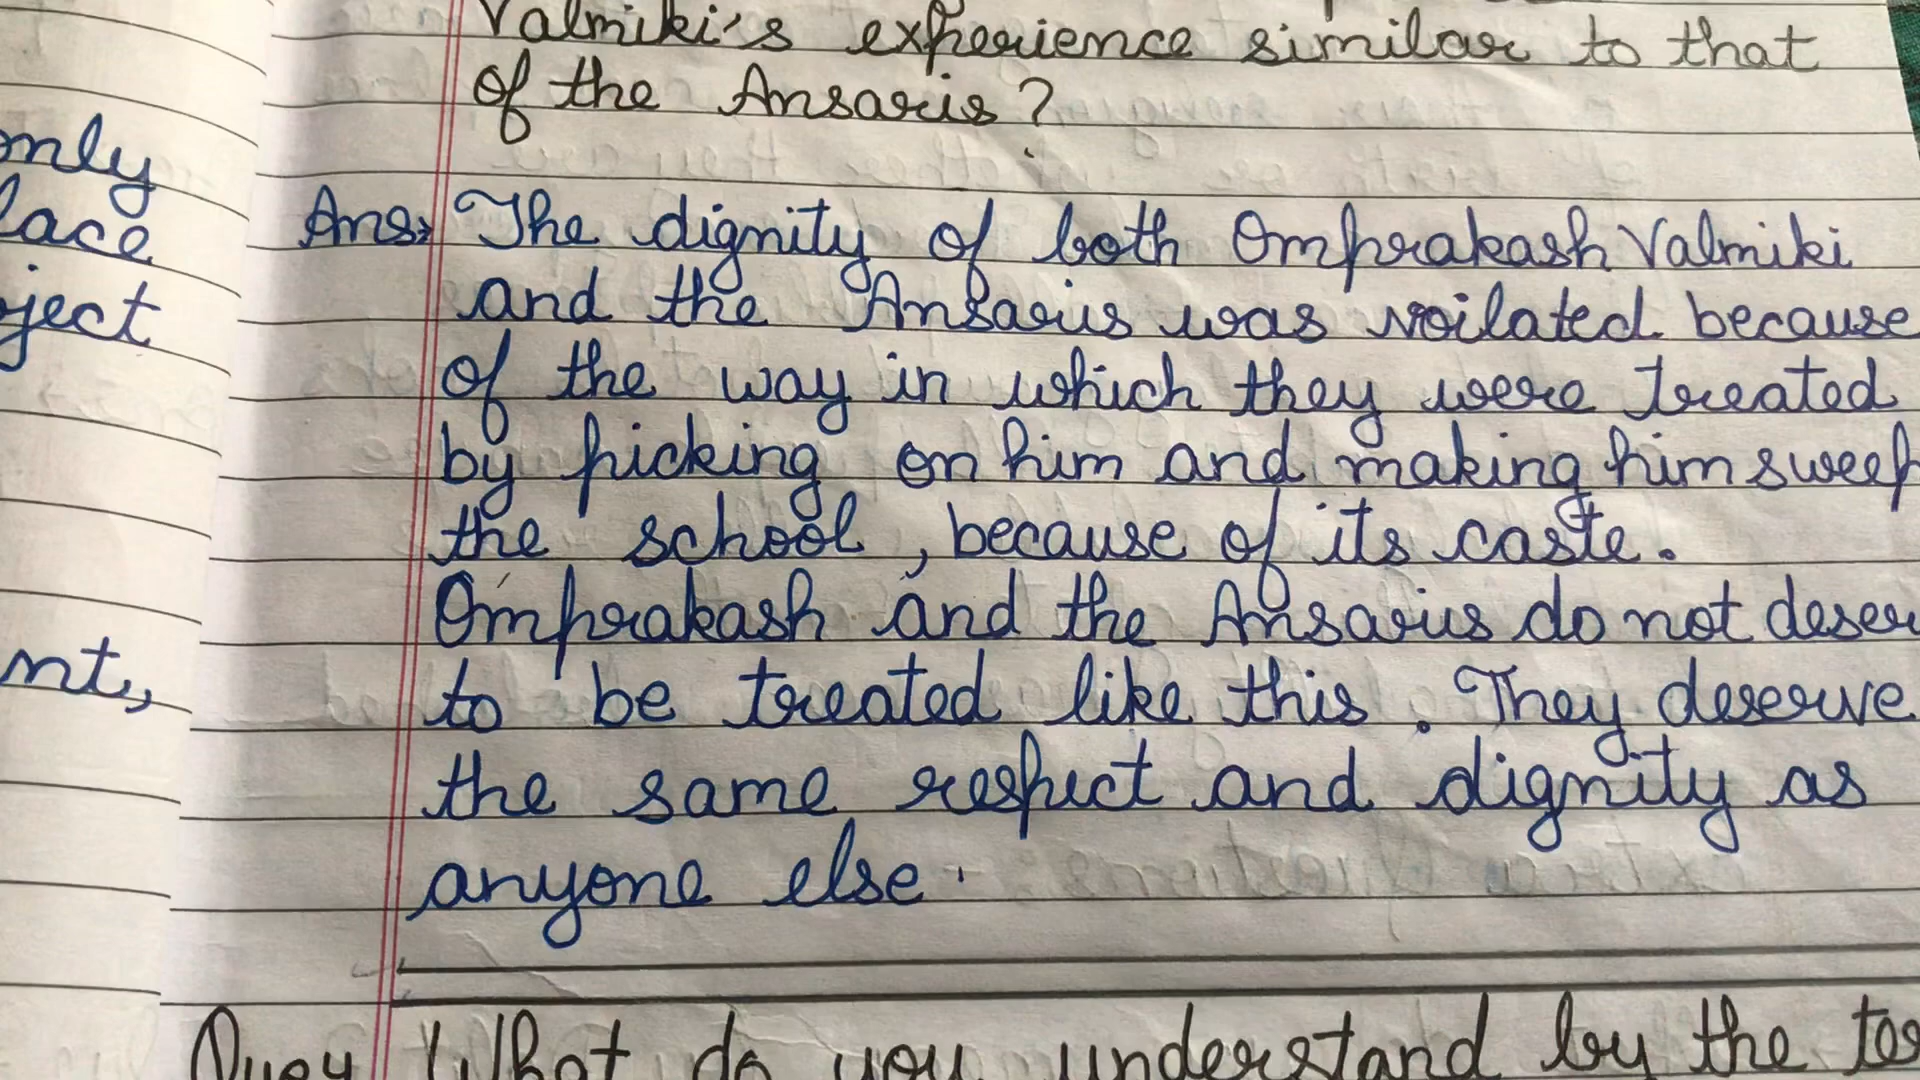 Valmiki's experience similar to that
of the Ansaris?
only
lace
ject
nt,
Ans, The dignity of both Omprakash Valmiki
and the Ansaris was voilated because
of the way in which they were treated
by picking on him and making him sweep
the school, because of its caste.
Omprakash and the Ansaris do not deser
to be treated like this. They deserve
the same respect and dignity as
anyone else.
What do you understand by the